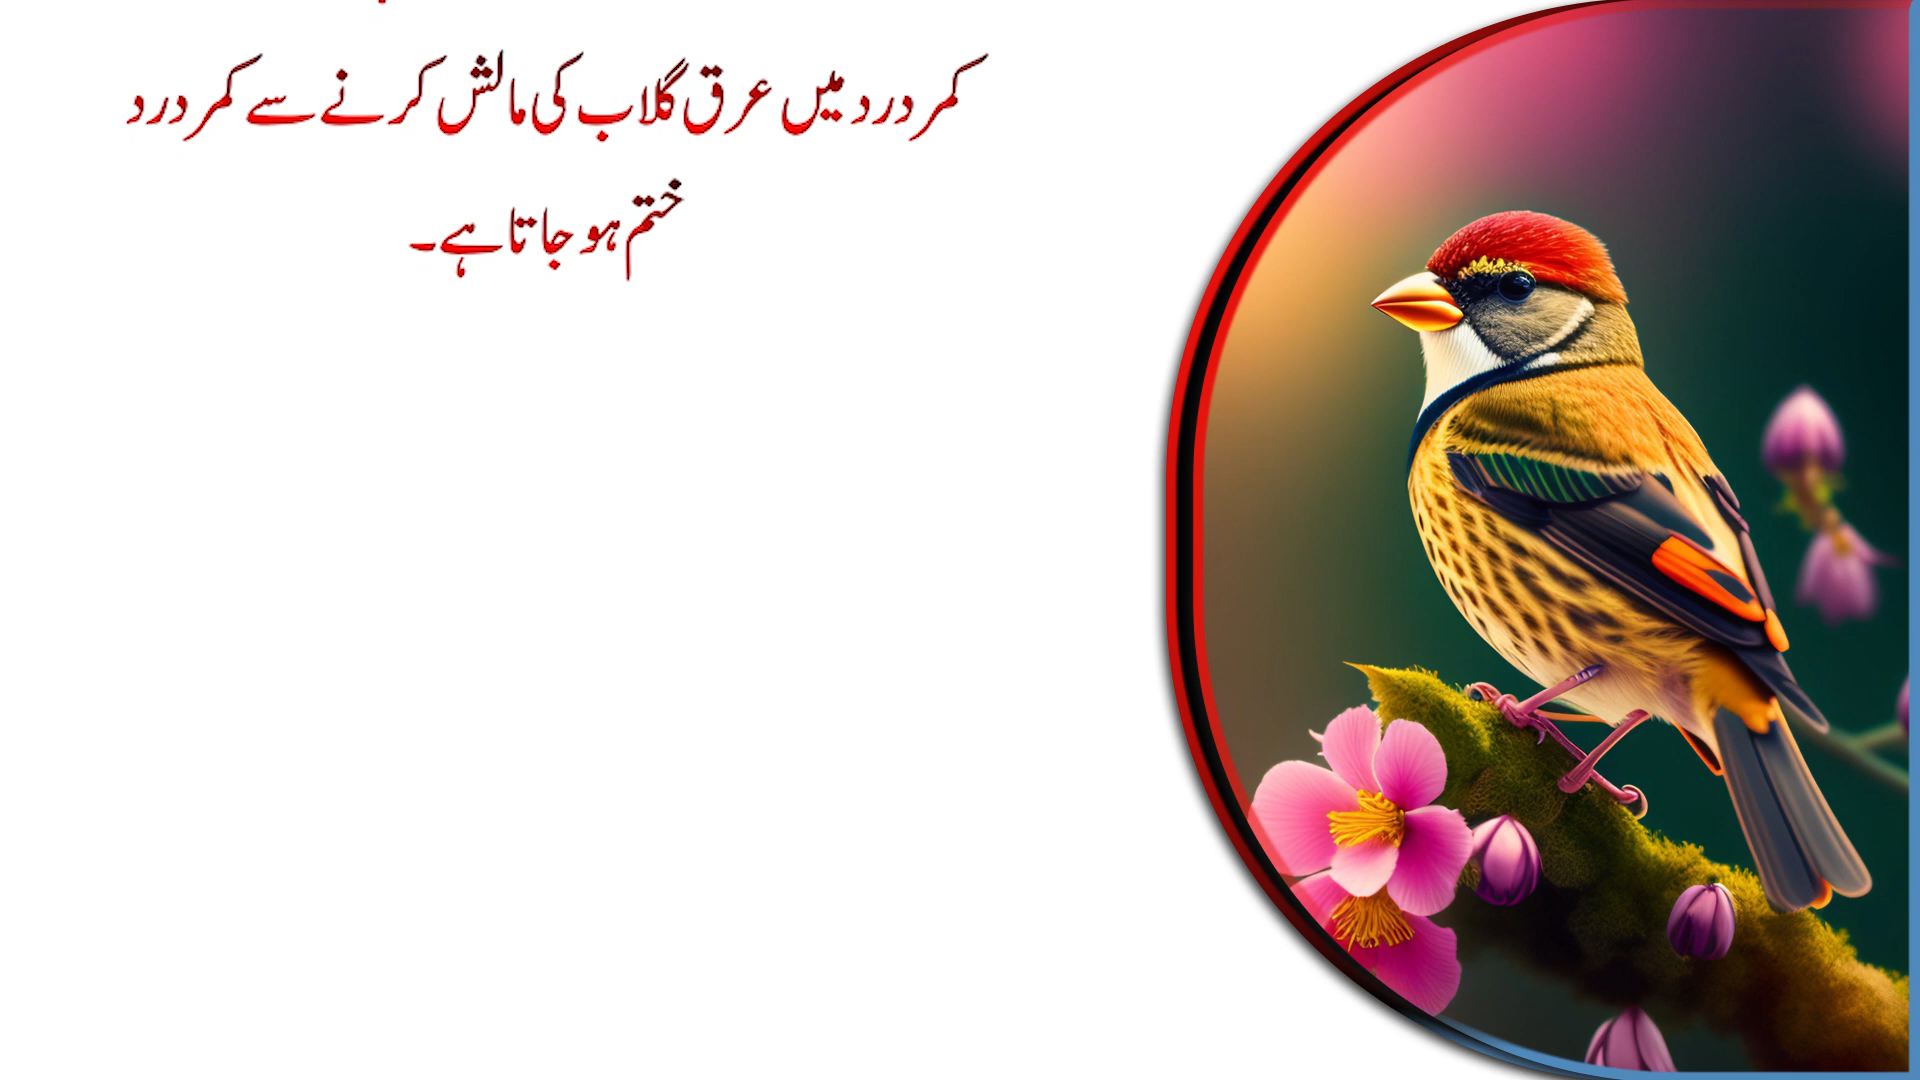 کمر درد میں عرق گلاب کی مالش کرنے سے کمر درد
ختم ہو جاتا ہے۔